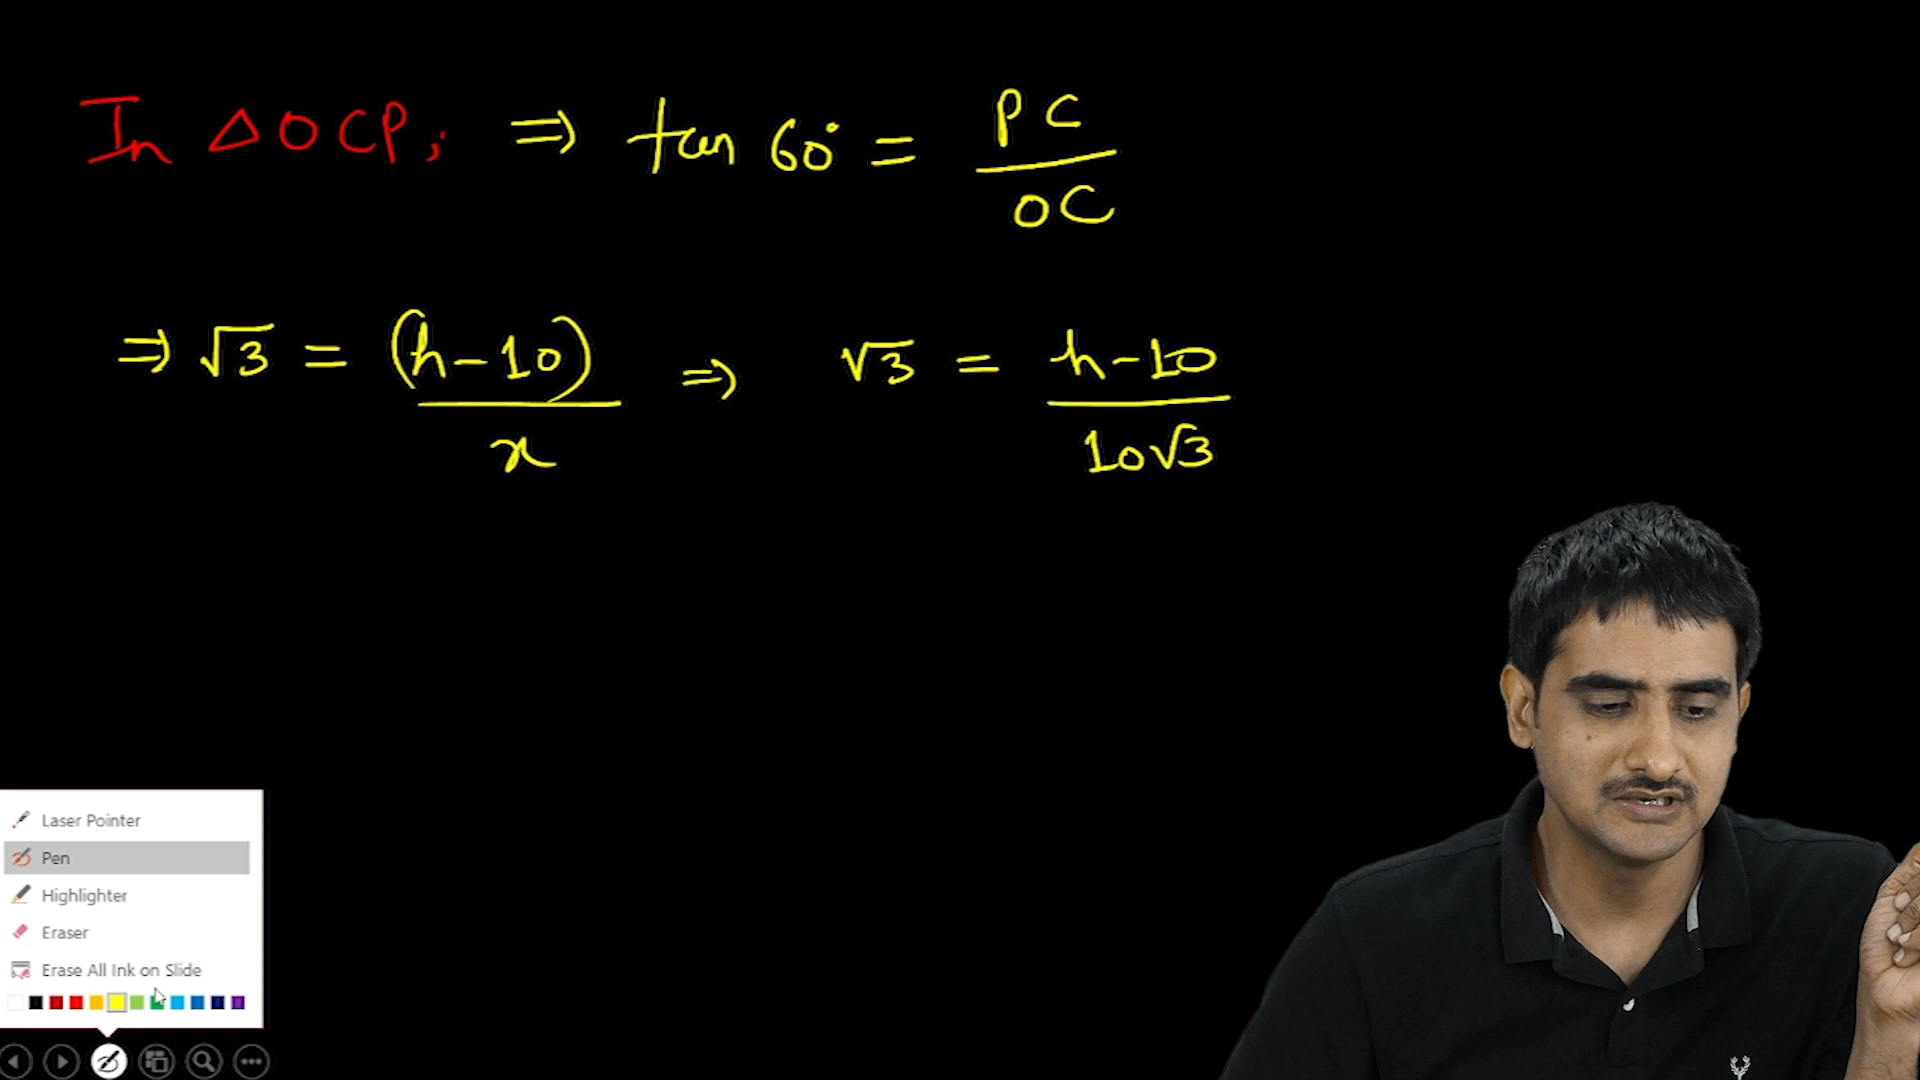 In △OCP; ⇒ tan 60° = PC/OC
⇒ √3 = (h-10)/x ⇒ √3 = h-10/10√3
Laser Pointer
Pen
Highlighter
Eraser
Erase All Ink on Slide